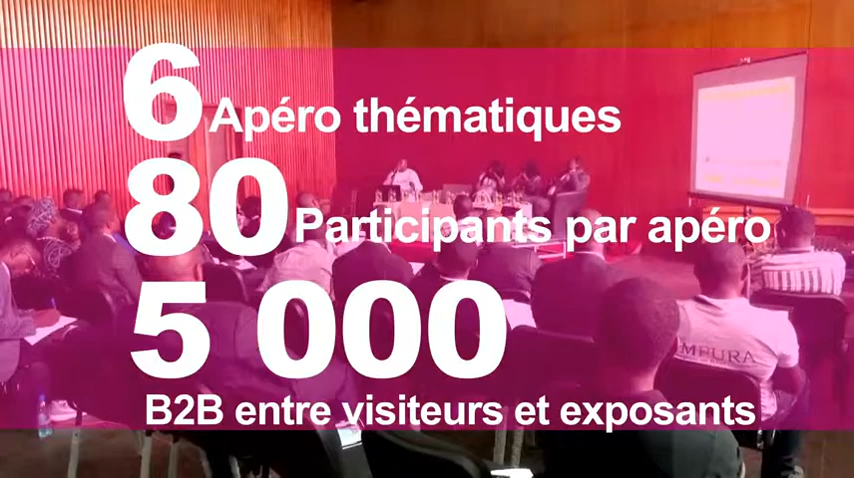 6 Apéro thématiques
80 Participants par apéro
5 000
B2B entre visiteurs et exposants